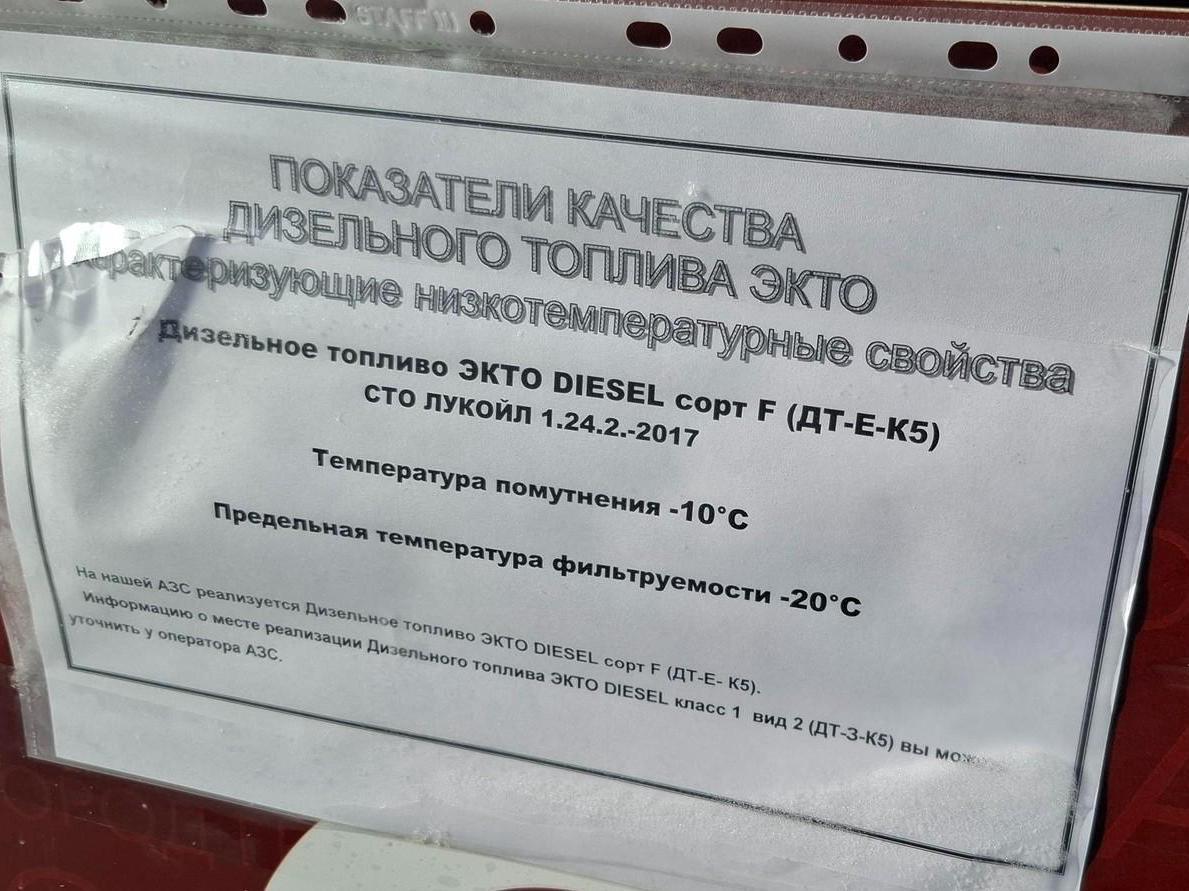 STAFF
ПОКАЗАТЕЛИ КАЧЕСТВА
ДИЗЕЛЬНОГО ТОПЛИВА ЭКТО
характеризующие низкотемпературные свойства
Дизельное топливо ЭКТО DIESEL сорт F (ДТ-Е-К5)
СТО ЛУКОЙЛ 1.24.2.-2017
Температура помутнения -10°С
Предельная температура фильтруемости -20°С
На нашей АЗС реализуется Дизельное топливо ЭКТО DIESEL сорт F (ДТ-Е- К5).
Информацию о месте реализации Дизельного топлива ЭКТО DIESEL класс 1 вид 2 (ДТ-З-К5) вы
уточнить у оператора АЗС.